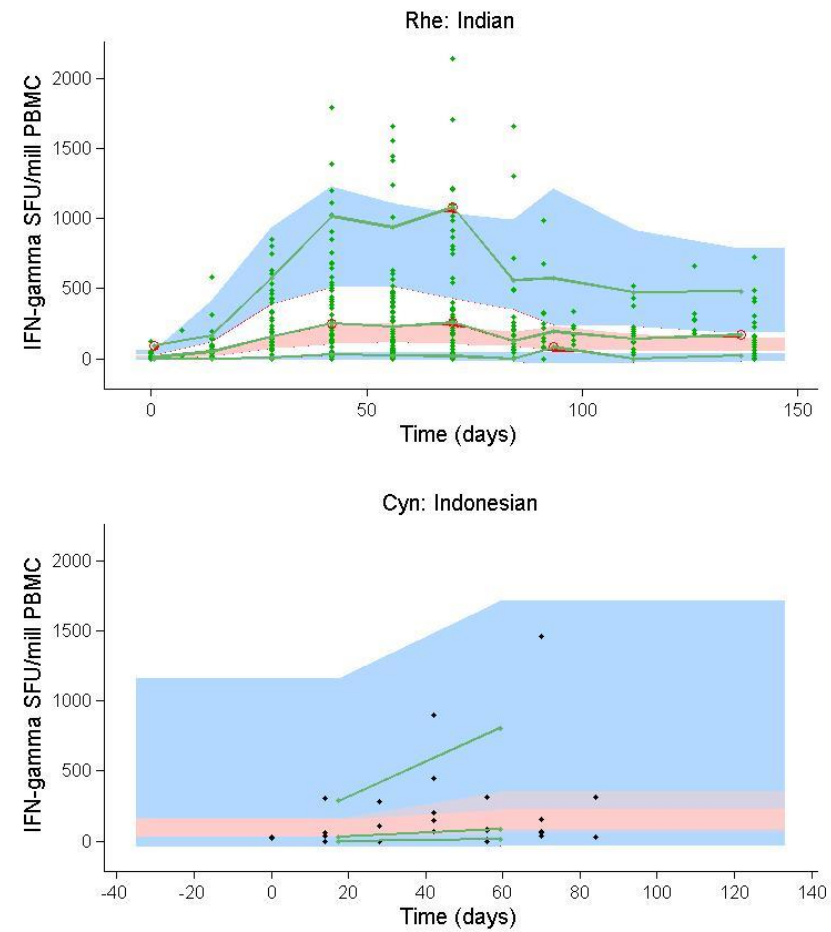 Rhe: Indian
IFN-gamma SFU/mill PBMC
2000
1500
1000
500
0
0 50 100 150
Time (days)
Cyn: Indonesian
IFN-gamma SFU/mill PBMC
2000
1500
1000
500
0
-40 -20 0 20 40 60 80 100 120 140
Time (days)